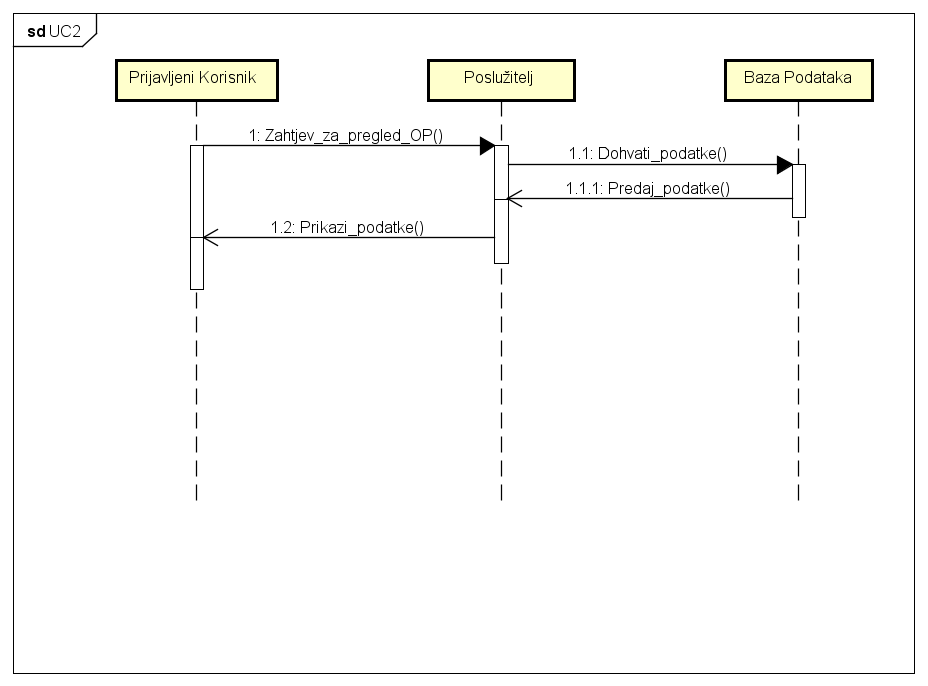 sd UC2
Prijavljeni Korisnik
Poslužitelj
Baza Podataka
1: Zahtjev_za_pregled_OP()
1.1: Dohvati_podatke()
1.1.1: Predaj_podatke()
1.2: Prikazi_podatke()